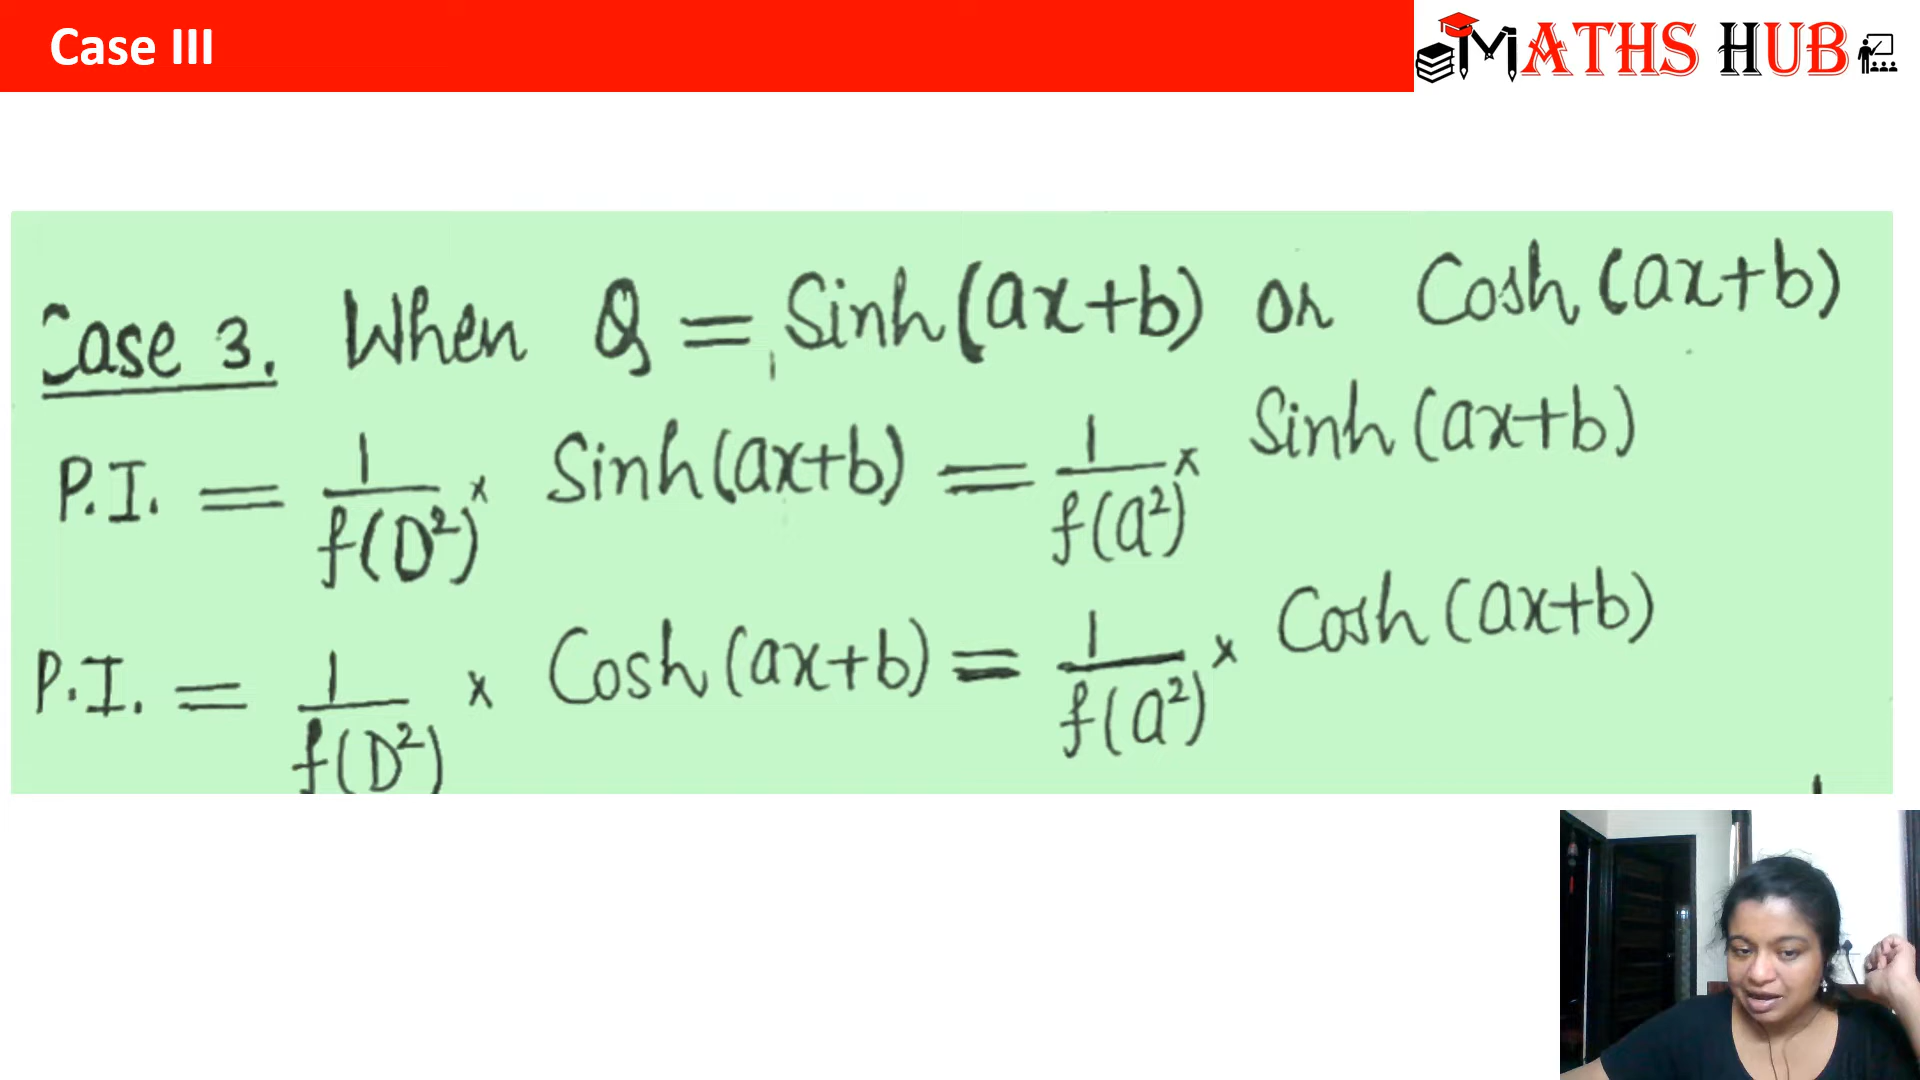 Case III
MATHS HUB
Case 3. When Q = Sinh(ax+b) or Cosh(ax+b)
P.I. = 1/f(D²) × Sinh(ax+b) = 1/f(a²) × Sinh(ax+b)
P.I. = 1/f(D²) × Cosh(ax+b) = 1/f(a²) × Cosh(ax+b)